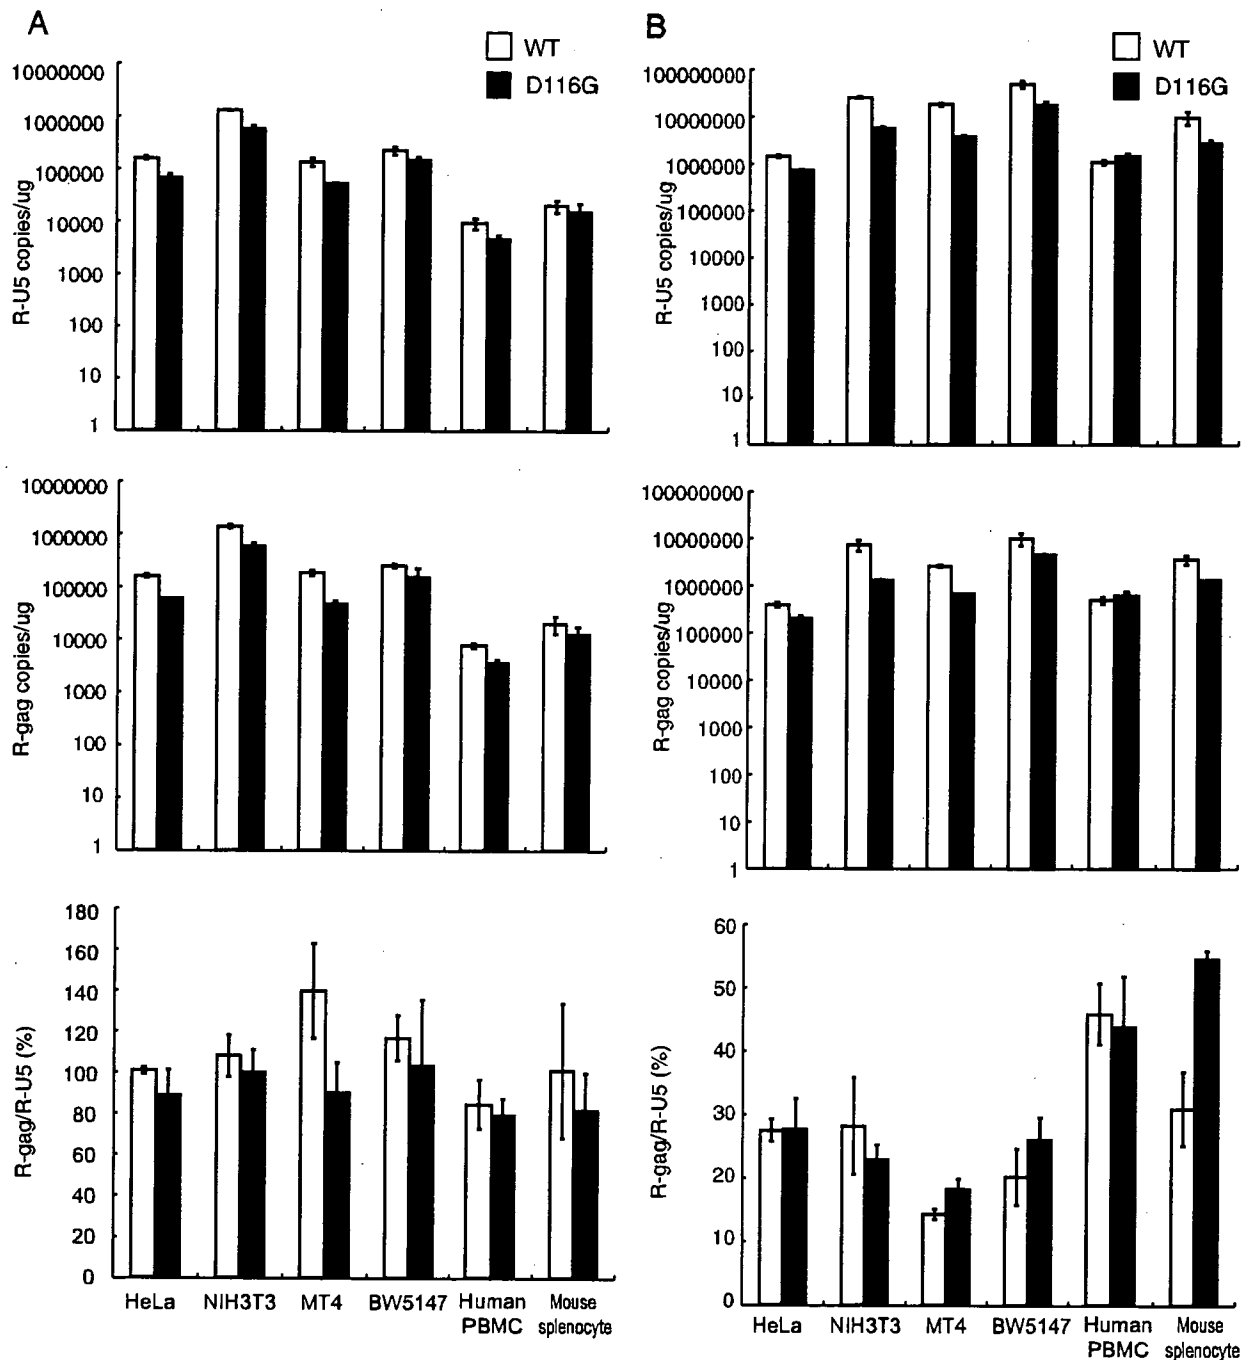 A
WT
D116G
10000000
1000000
100000
10000
1000
100
10
1
R-U5 copies/ug
B
WT
D116G
100000000
10000000
1000000
100000
10000
1000
100
10
1
R-U5 copies/ug
10000000
1000000
100000
10000
1000
100
10
1
R-gag copies/ug
100000000
10000000
1000000
100000
10000
1000
100
10
1
R-gag copies/ug
180
160
140
120
100
80
60
40
20
0
R-gag/R-U5 (%)
HeLa
NIH3T3
MT4
BW5147
Human
PBMC
Mouse
splenocyte
60
50
40
30
20
10
0
R-gag/R-U5 (%)
HeLa
NIH3T3
MT4
BW5147
Human
PBMC
Mouse
splenocyte